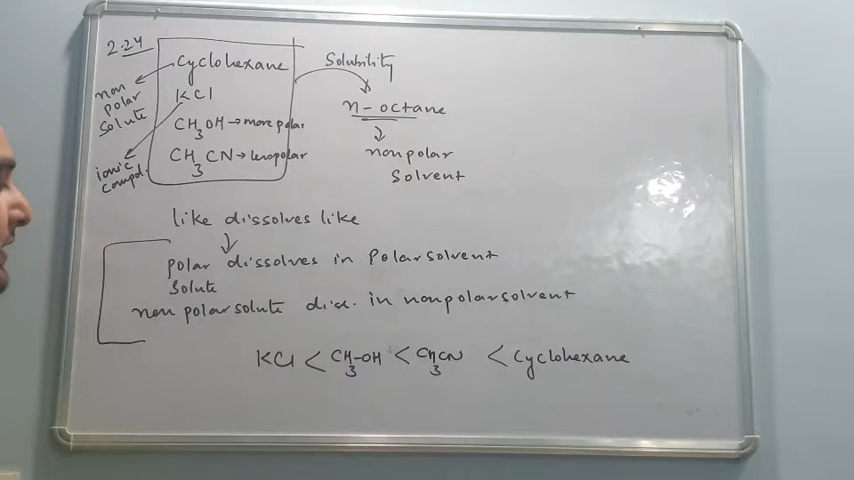 2.24
Cyclohexane
non
polar
solute
KCl
CH3OH → more polar
CH3CN → less polar
ionic
compd.
Solubility
n-octane
nonpolar
Solvent
like dissolves like
polar dissolves in Polar solvent
Solute
non polar solute diss. in nonpolar solvent
KCl < CH3-OH < CH3CN < Cyclohexane